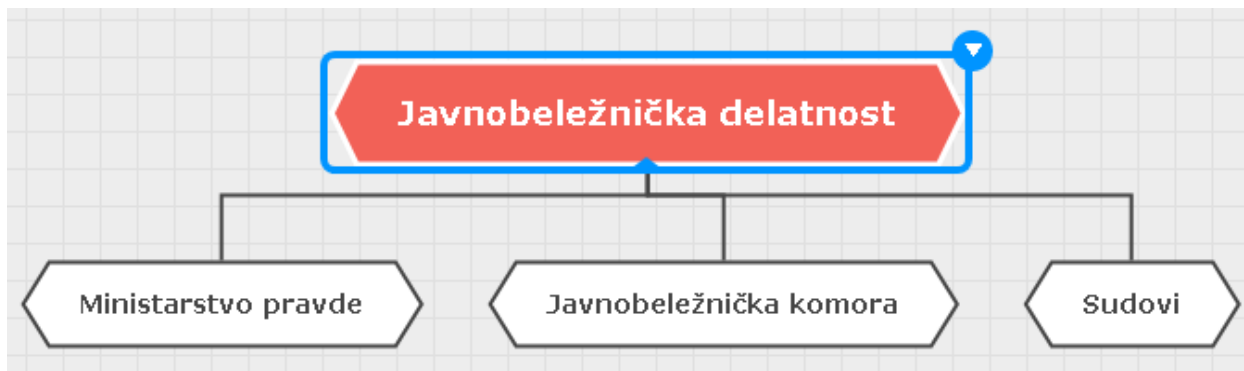 Javnobeležnička delatnost
Ministarstvo pravde
Javnobeležnička komora
Sudovi